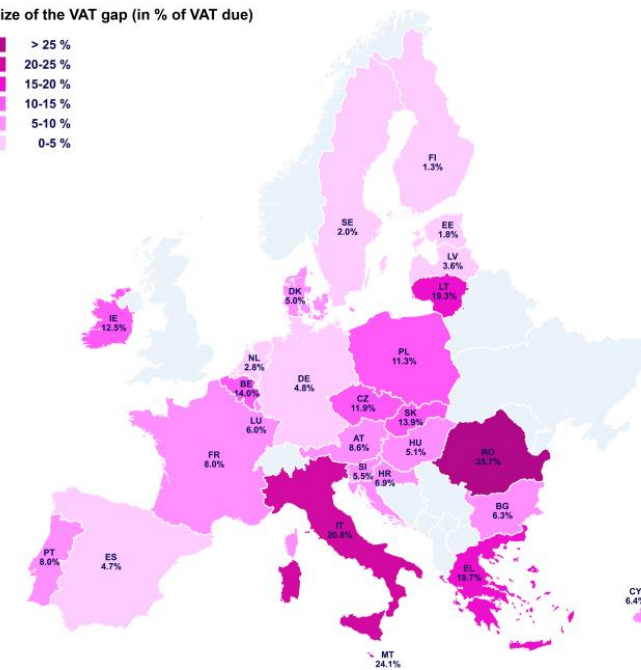 ize of the VAT gap (in % of VAT due)
> 25 %
20-25 %
15-20 %
10-15 %
5-10 %
0-5 %
FI
1.3%
SE
2.0%
EE
1.8%
LV
3.6%
LT
19.3%
DK
5.0%
IE
12.5%
NL
2.8%
BE
14.0%
DE
4.8%
PL
11.3%
CZ
11.9%
SK
13.9%
LU
6.0%
AT
8.6%
HU
5.1%
FR
8.0%
SI
5.5%
HR
6.9%
RO
BG
6.3%
IT
20.8%
PT
8.0%
ES
4.7%
EL
19.7%
CY
6.4%
MT
24.1%